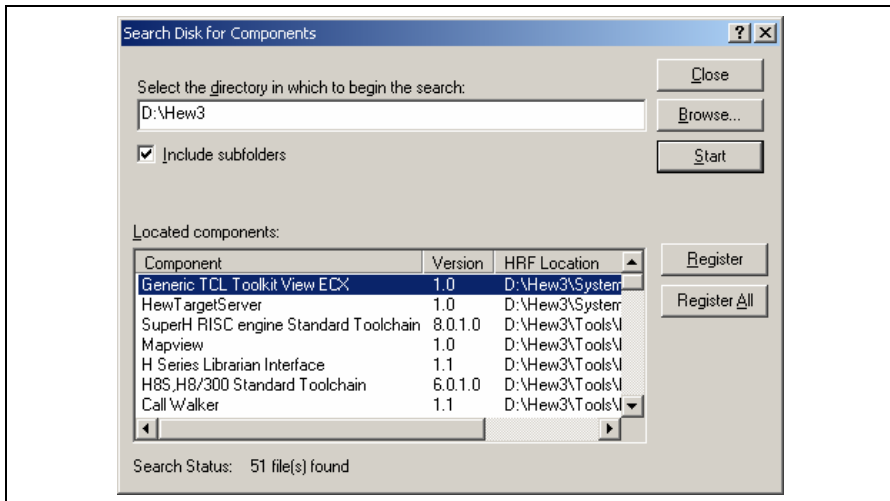 Search Disk for Components
Select the directory in which to begin the search:
D:\Hew3
Include subfolders
Close
Browse...
Start
Located components:
Component Version HRF Location
Generic TCL Toolkit View ECX 1.0 D:\Hew3\System
HewTargetServer 1.0 D:\Hew3\System
SuperH RISC engine Standard Toolchain 8.0.1.0 D:\Hew3\Tools\
Mapview 1.0 D:\Hew3\Tools\
H Series Librarian Interface 1.1 D:\Hew3\Tools\
H8S,H8/300 Standard Toolchain 6.0.1.0 D:\Hew3\Tools\
Call Walker 1.1 D:\Hew3\Tools\
Register
Register All
Search Status: 51 file(s) found